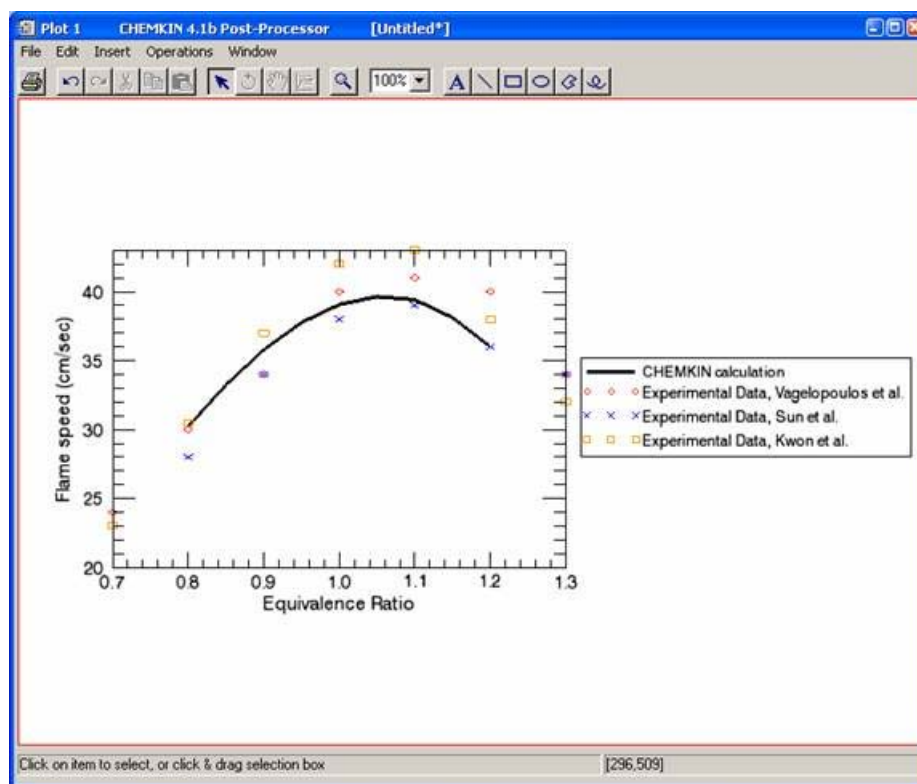 Plot 1 CHEMKIN 4.1b Post-Processor [Untitled*]
File Edit Insert Operations Window
100% A
40
35
30
25
20
Flame speed (cm/sec)
0.7 0.8 0.9 1.0 1.1 1.2 1.3
Equivalence Ratio
CHEMKIN calculation
Experimental Data, Vagelopoulos et al.
Experimental Data, Sun et al.
Experimental Data, Kwon et al.
Click on item to select, or click & drag selection box [296,509]